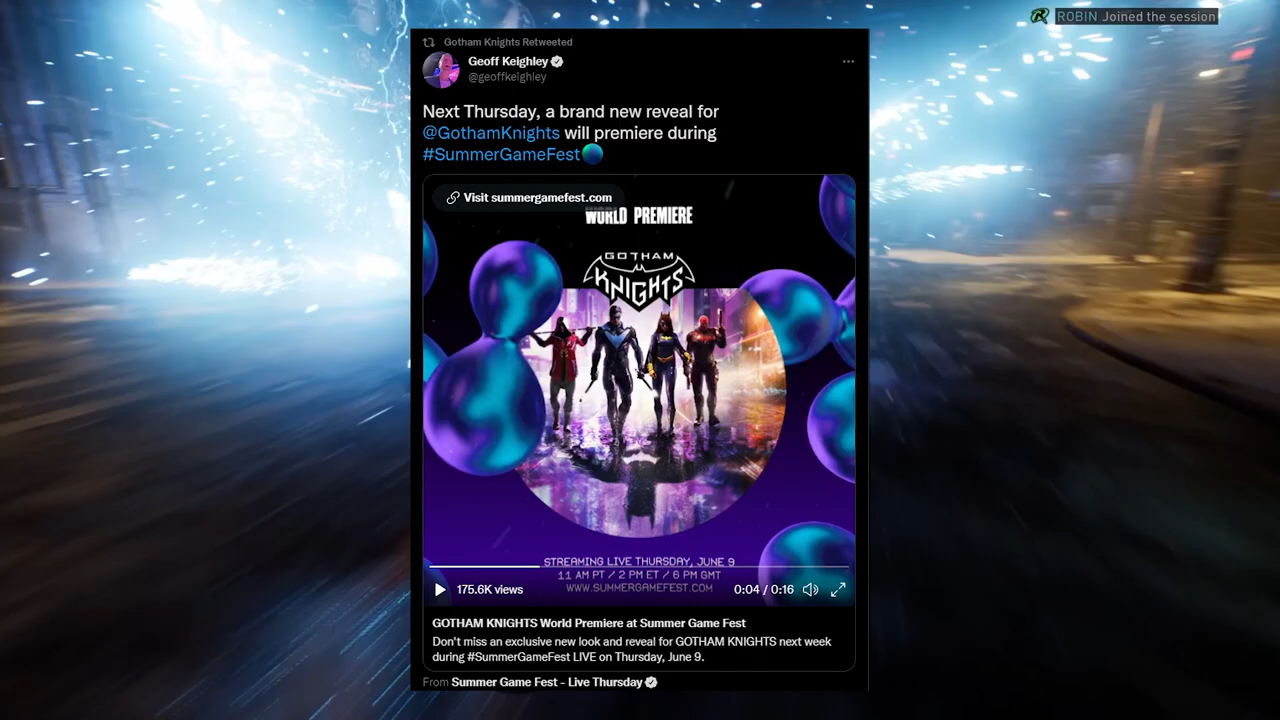 ROBIN Joined the session
Gotham Knights Retweeted
Geoff Keighley
@geoffkeighley
Next Thursday, a brand new reveal for
@GothamKnights will premiere during
#SummerGameFest
Visit summergamefest.com
WORLD PREMIERE
GOTHAM
KNIGHTS
STREAMING LIVE THURSDAY, JUNE 9
11 AM PT / 2 PM ET / 6 PM GMT
WWW.SUMMERGAMEFEST.COM
175.6K views
0:04 / 0:16
GOTHAM KNIGHTS World Premiere at Summer Game Fest
Don't miss an exclusive new look and reveal for GOTHAM KNIGHTS next week
during #SummerGameFest LIVE on Thursday, June 9.
From Summer Game Fest - Live Thursday